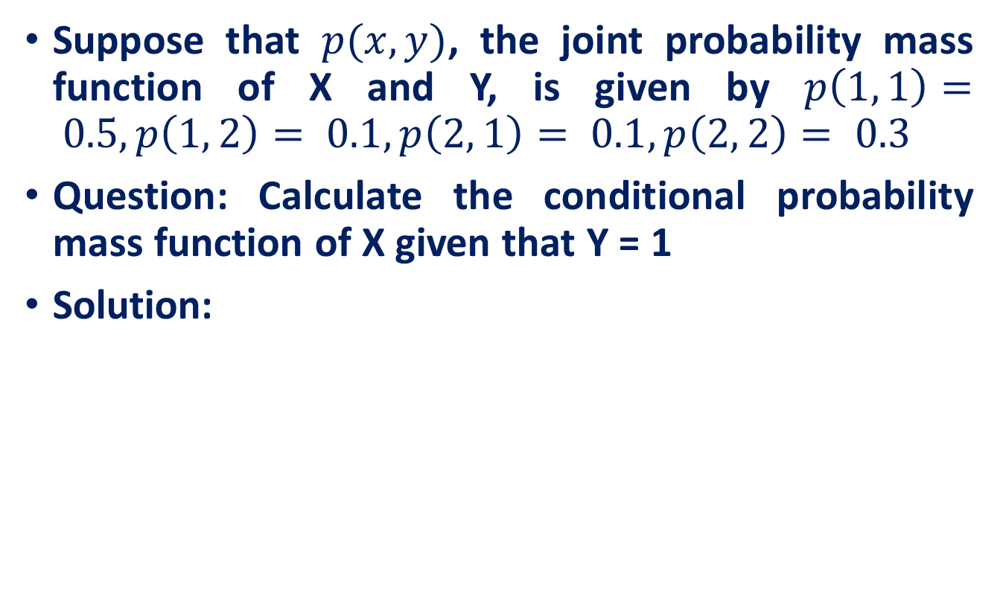 • Suppose that p(x, y), the joint probability mass
function of X and Y, is given by p(1, 1) =
0.5, p(1, 2) = 0.1, p(2, 1) = 0.1, p(2, 2) = 0.3
• Question: Calculate the conditional probability
mass function of X given that Y = 1
• Solution: